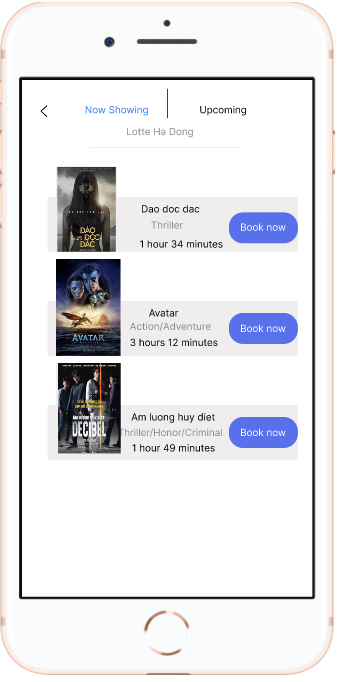 Now Showing
Upcoming
Lotte Ha Dong
ĐẢO
ĐỘC
ĐẮC
Dao doc dac
Thriller
1 hour 34 minutes
Book now
AVATAR
Avatar
Action/Adventure
3 hours 12 minutes
Book now
DECIBEL
Am luong huy diet
Thriller/Honor/Criminal
1 hour 49 minutes
Book now